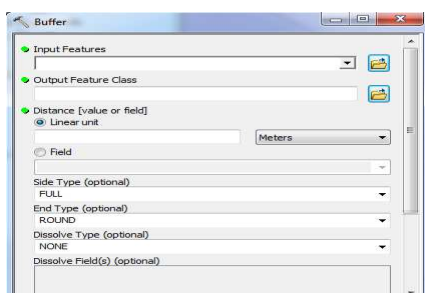 Buffer
Input Features
Output Feature Class
Distance [value or field]
Linear unit
Meters
Field
Side Type (optional)
FULL
End Type (optional)
ROUND
Dissolve Type (optional)
NONE
Dissolve Field(s) (optional)